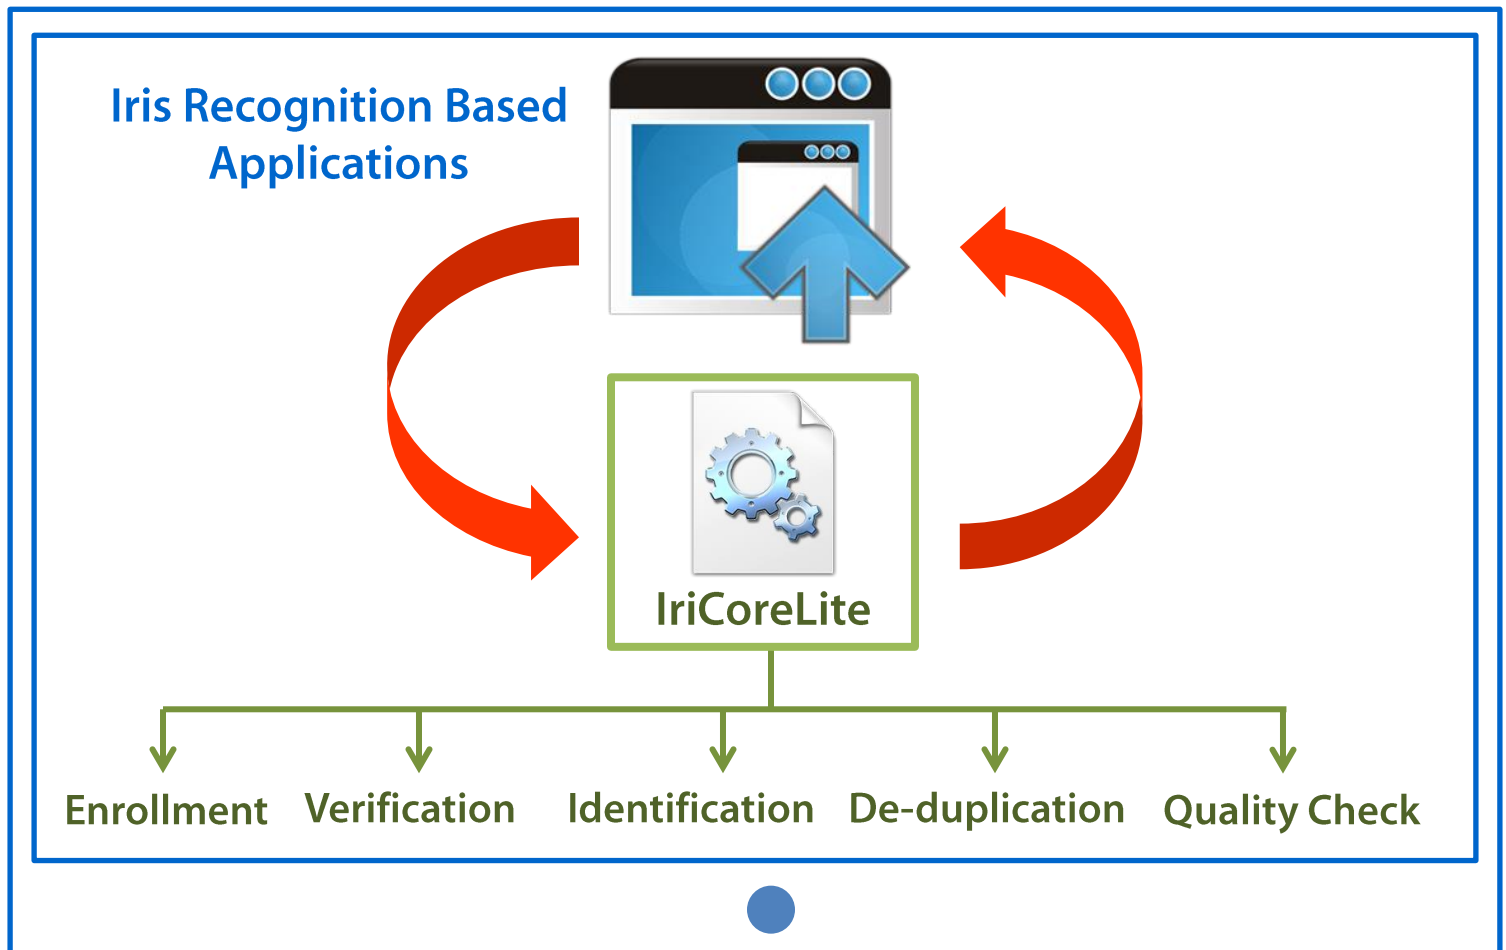 Iris Recognition Based
Applications
IriCoreLite
Enrollment
Verification
Identification
De-duplication
Quality Check